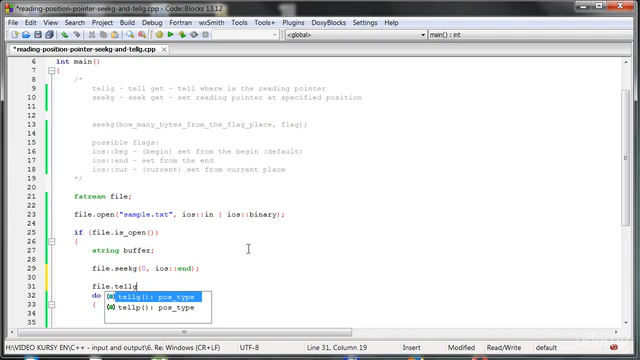 *reading-position-pointer-seekg-and-tellg.cpp - Code::Blocks 13.12
File Edit View Search Project Build Debug Fortran wxSmith Tools Tools+ Plugins DoxyBlocks Settings Help
<global> main() : int
*reading-position-pointer-seekg-and-tellg.cpp
6 int main()
7 {
8 /*
9 tellg - tell get - tell where is the reading pointer
10 seekg - seek get - set reading pointer at specified position
11
13 seekg(how_many_bytes_from_the_flag_place, flag);
14
15 possible flags:
16 ios::beg - (begin) set from the begin (default)
17 ios::end - set from the end
18 ios::cur - (current) set from current place
19 */
21 fstream file;
22
23 file.open("sample.txt", ios::in | ios::binary);
24
25 if (file.is_open())
26 {
27 string buffer;
28
29 file.seekg(0, ios::end);
30
31 file.tellg
tellg(): pos_type
32 do
tellp(): pos_type
33 {
35
H:\VIDEO KURSY EN\C++ - input and output\6. Re Windows (CR+LF) UTF-8 Line 31, Column 19 Insert Modified Read/Write default